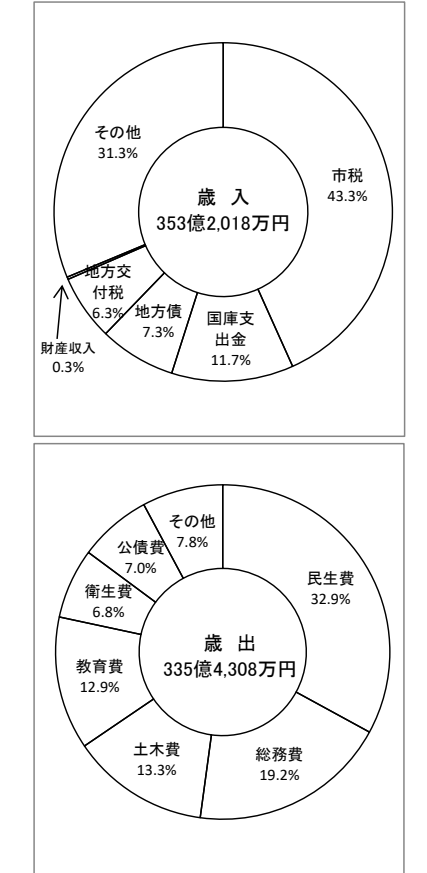 歳 入
353億2,018万円
市税
43.3%
国庫支
出金
11.7%
地方債
7.3%
地方交
付税
6.3%
財産収入
0.3%
その他
31.3%
歳 出
335億4,308万円
民生費
32.9%
総務費
19.2%
土木費
13.3%
教育費
12.9%
衛生費
6.8%
公債費
7.0%
その他
7.8%